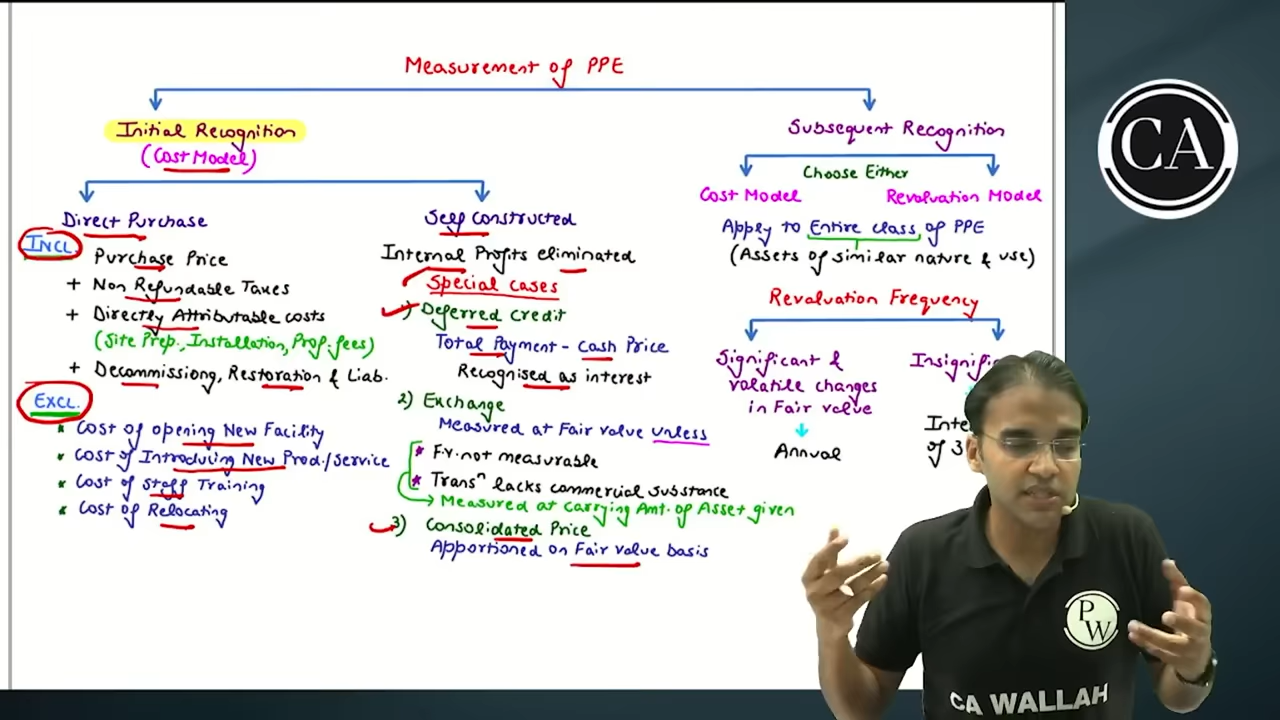 Measurement of PPE
Initial Recognition
(Cost Model)
Direct Purchase
INCL.
Purchase Price
+ Non Refundable Taxes
+ Directly Attributable costs
(Site Prep., Installation, Prof. fees)
+ Decommissiong, Restoration & Liab.
EXCL.
* Cost of opening New Facility
* Cost of Introducing New Prod./Service
* Cost of Staff Training
* Cost of Relocating
Self Constructed
Internal Profits eliminated
Special cases
1) Deferred credit
Total Payment - Cash Price
Recognised as interest
2) Exchange
Measured at Fair value unless
* F.v. not measurable
* Transⁿ lacks commercial substance
→ Measured at Carrying Amt. of Asset given
3) Consolidated Price
Apportioned on Fair value basis
Subsequent Recognition
Choose Either
Cost Model
Revaluation Model
Apply to Entire class of PPE
(Assets of similar nature & use)
Revaluation Frequency
Significant &
volatile changes
in Fair value
Annual
of 3
CA
PW
CA WALLAH